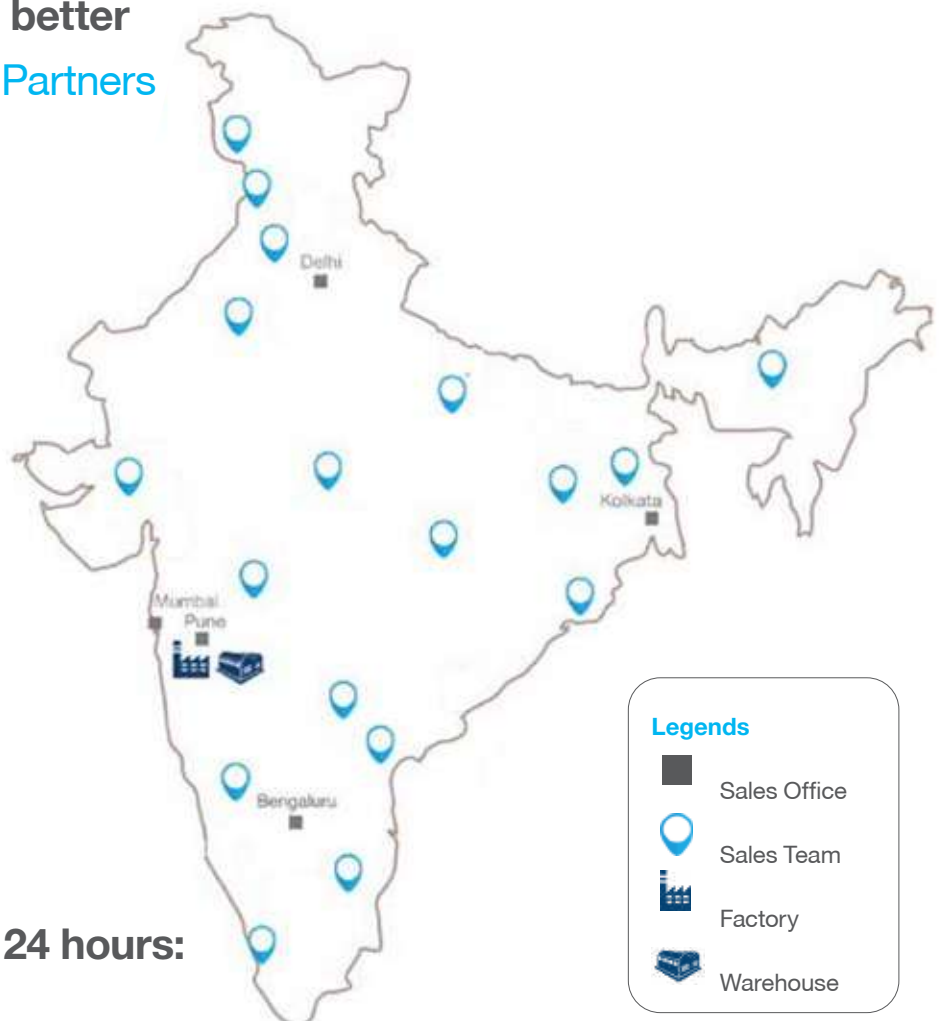 better
Partners
Delhi
Kolkata
Mumbai
Pune
Bengaluru
24 hours:
Legends
Sales Office
Sales Team
Factory
Warehouse